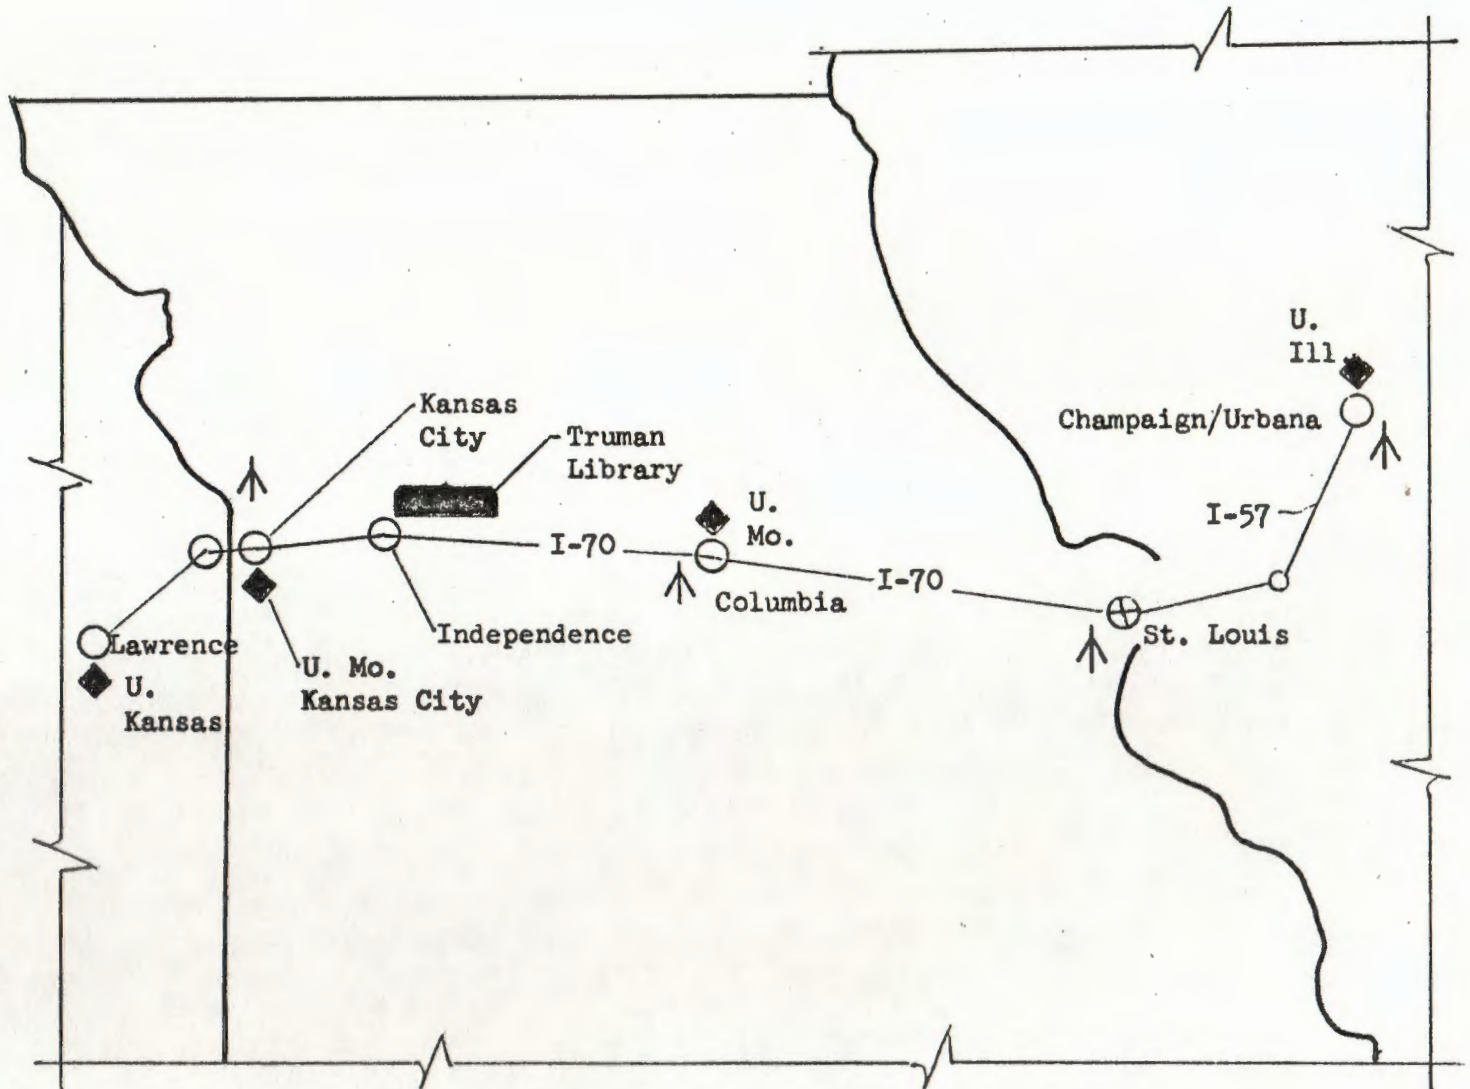 U.
Ill
Champaign/Urbana
Kansas
City
Truman
Library
U.
Mo.
I-57
I-70
I-70
Columbia
St. Louis
Independence
Lawrence
U. Mo.
Kansas City
U.
Kansas